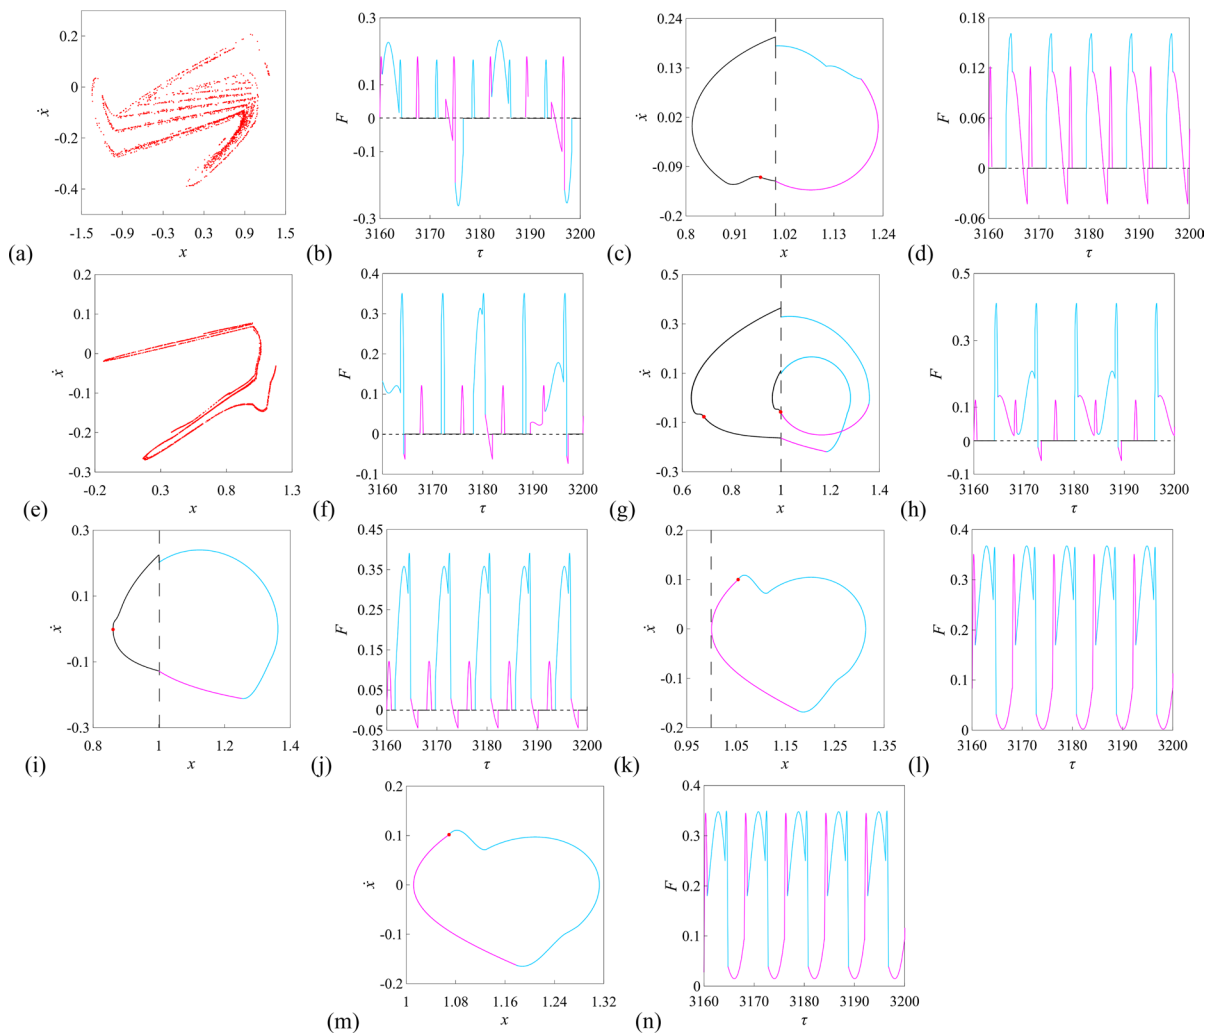 0.2
0
-0.2
-0.4
ẋ
-1.5 -0.9 -0.3 0.3 0.9 1.5
x
(a)
0.3
0.1
0
-0.1
-0.3
F
3160 3170 3180 3190 3200
τ
(b)
0.24
0.13
0.02
-0.09
-0.2
ẋ
0.8 0.91 1.02 1.13 1.24
x
(c)
0.18
0.12
0.06
0
-0.06
F
3160 3170 3180 3190 3200
τ
(d)
0.2
0.1
0
-0.1
-0.2
-0.3
ẋ
-0.2 0.3 0.8 1.3
x
(e)
0.4
0.3
0.2
0.1
0
-0.1
F
3160 3170 3180 3190 3200
τ
(f)
0.5
0.3
0.1
-0.1
-0.3
ẋ
0.6 0.8 1 1.2 1.4
x
(g)
0.5
0.3
0.1
0
-0.1
F
3160 3170 3180 3190 3200
τ
(h)
0.3
0.1
-0.1
-0.3
ẋ
0.8 1 1.2 1.4
x
(i)
0.45
0.35
0.25
0.15
0.05
0
-0.05
F
3160 3170 3180 3190 3200
τ
(j)
0.2
0.1
0
-0.1
-0.2
ẋ
0.95 1.05 1.15 1.25 1.35
x
(k)
0.4
0.3
0.2
0.1
0
F
3160 3170 3180 3190 3200
τ
(l)
0.2
0.1
0
-0.1
-0.2
ẋ
1 1.08 1.16 1.24 1.32
x
(m)
0.4
0.3
0.2
0.1
0
F
3160 3170 3180 3190 3200
τ
(n)